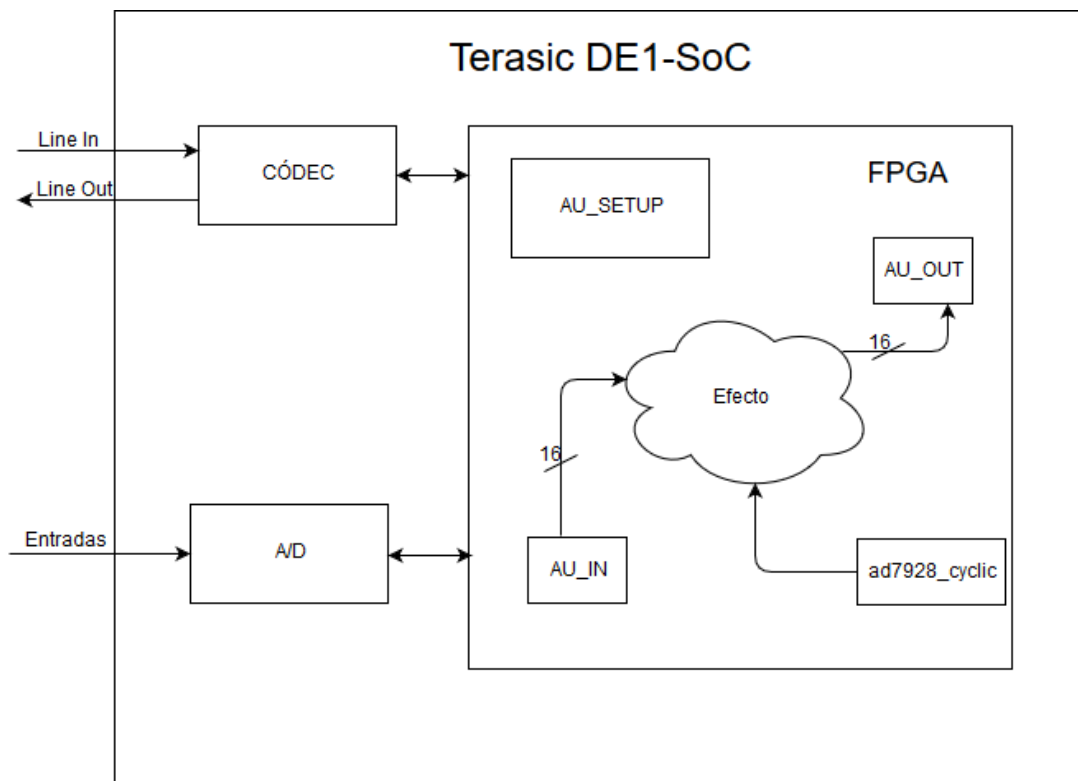 Terasic DE1-SoC
Line In
Line Out
CÓDEC
FPGA
AU_SETUP
AU_OUT
16
Efecto
16
Entradas
A/D
AU_IN
ad7928_cyclic